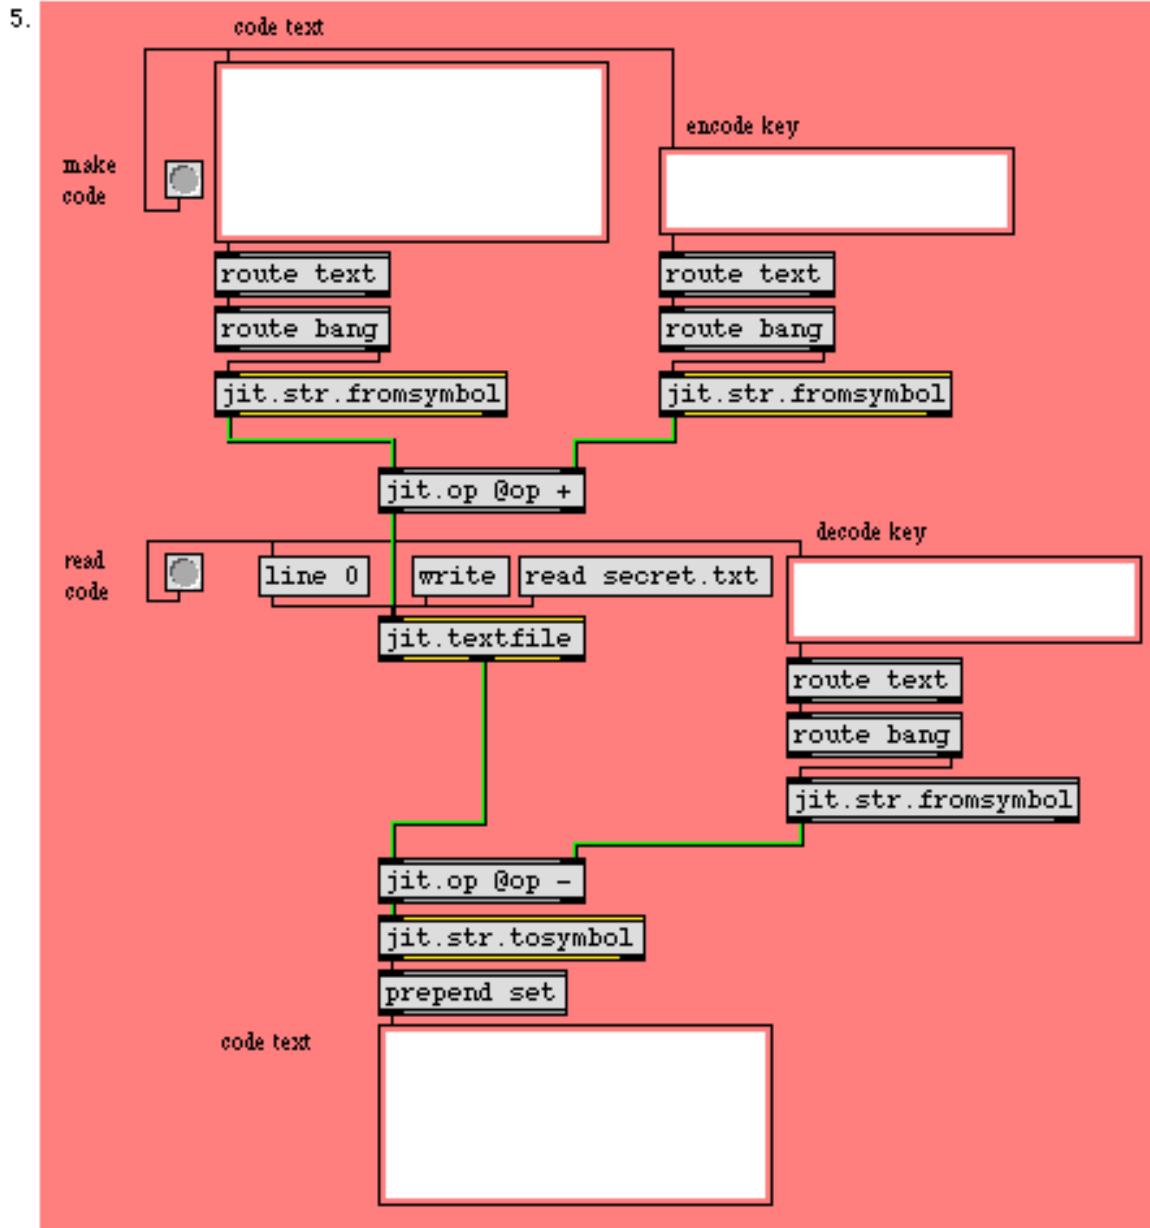 5.
code text
encode key
make
code
route text
route text
route bang
route bang
jit.str.fromsymbol
jit.str.fromsymbol
jit.op @op +
decode key
read
code
line 0
write
read secret.txt
jit.textfile
route text
route bang
jit.str.fromsymbol
jit.op @op -
jit.str.tosymbol
prepend set
code text